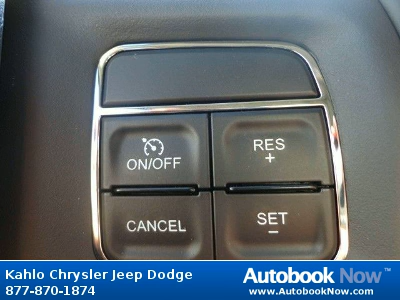 ON/OFF
RES
+
CANCEL
SET
-
Kahlo Chrysler Jeep Dodge
877-870-1874
Autobook Now™
www.AutobookNow.com